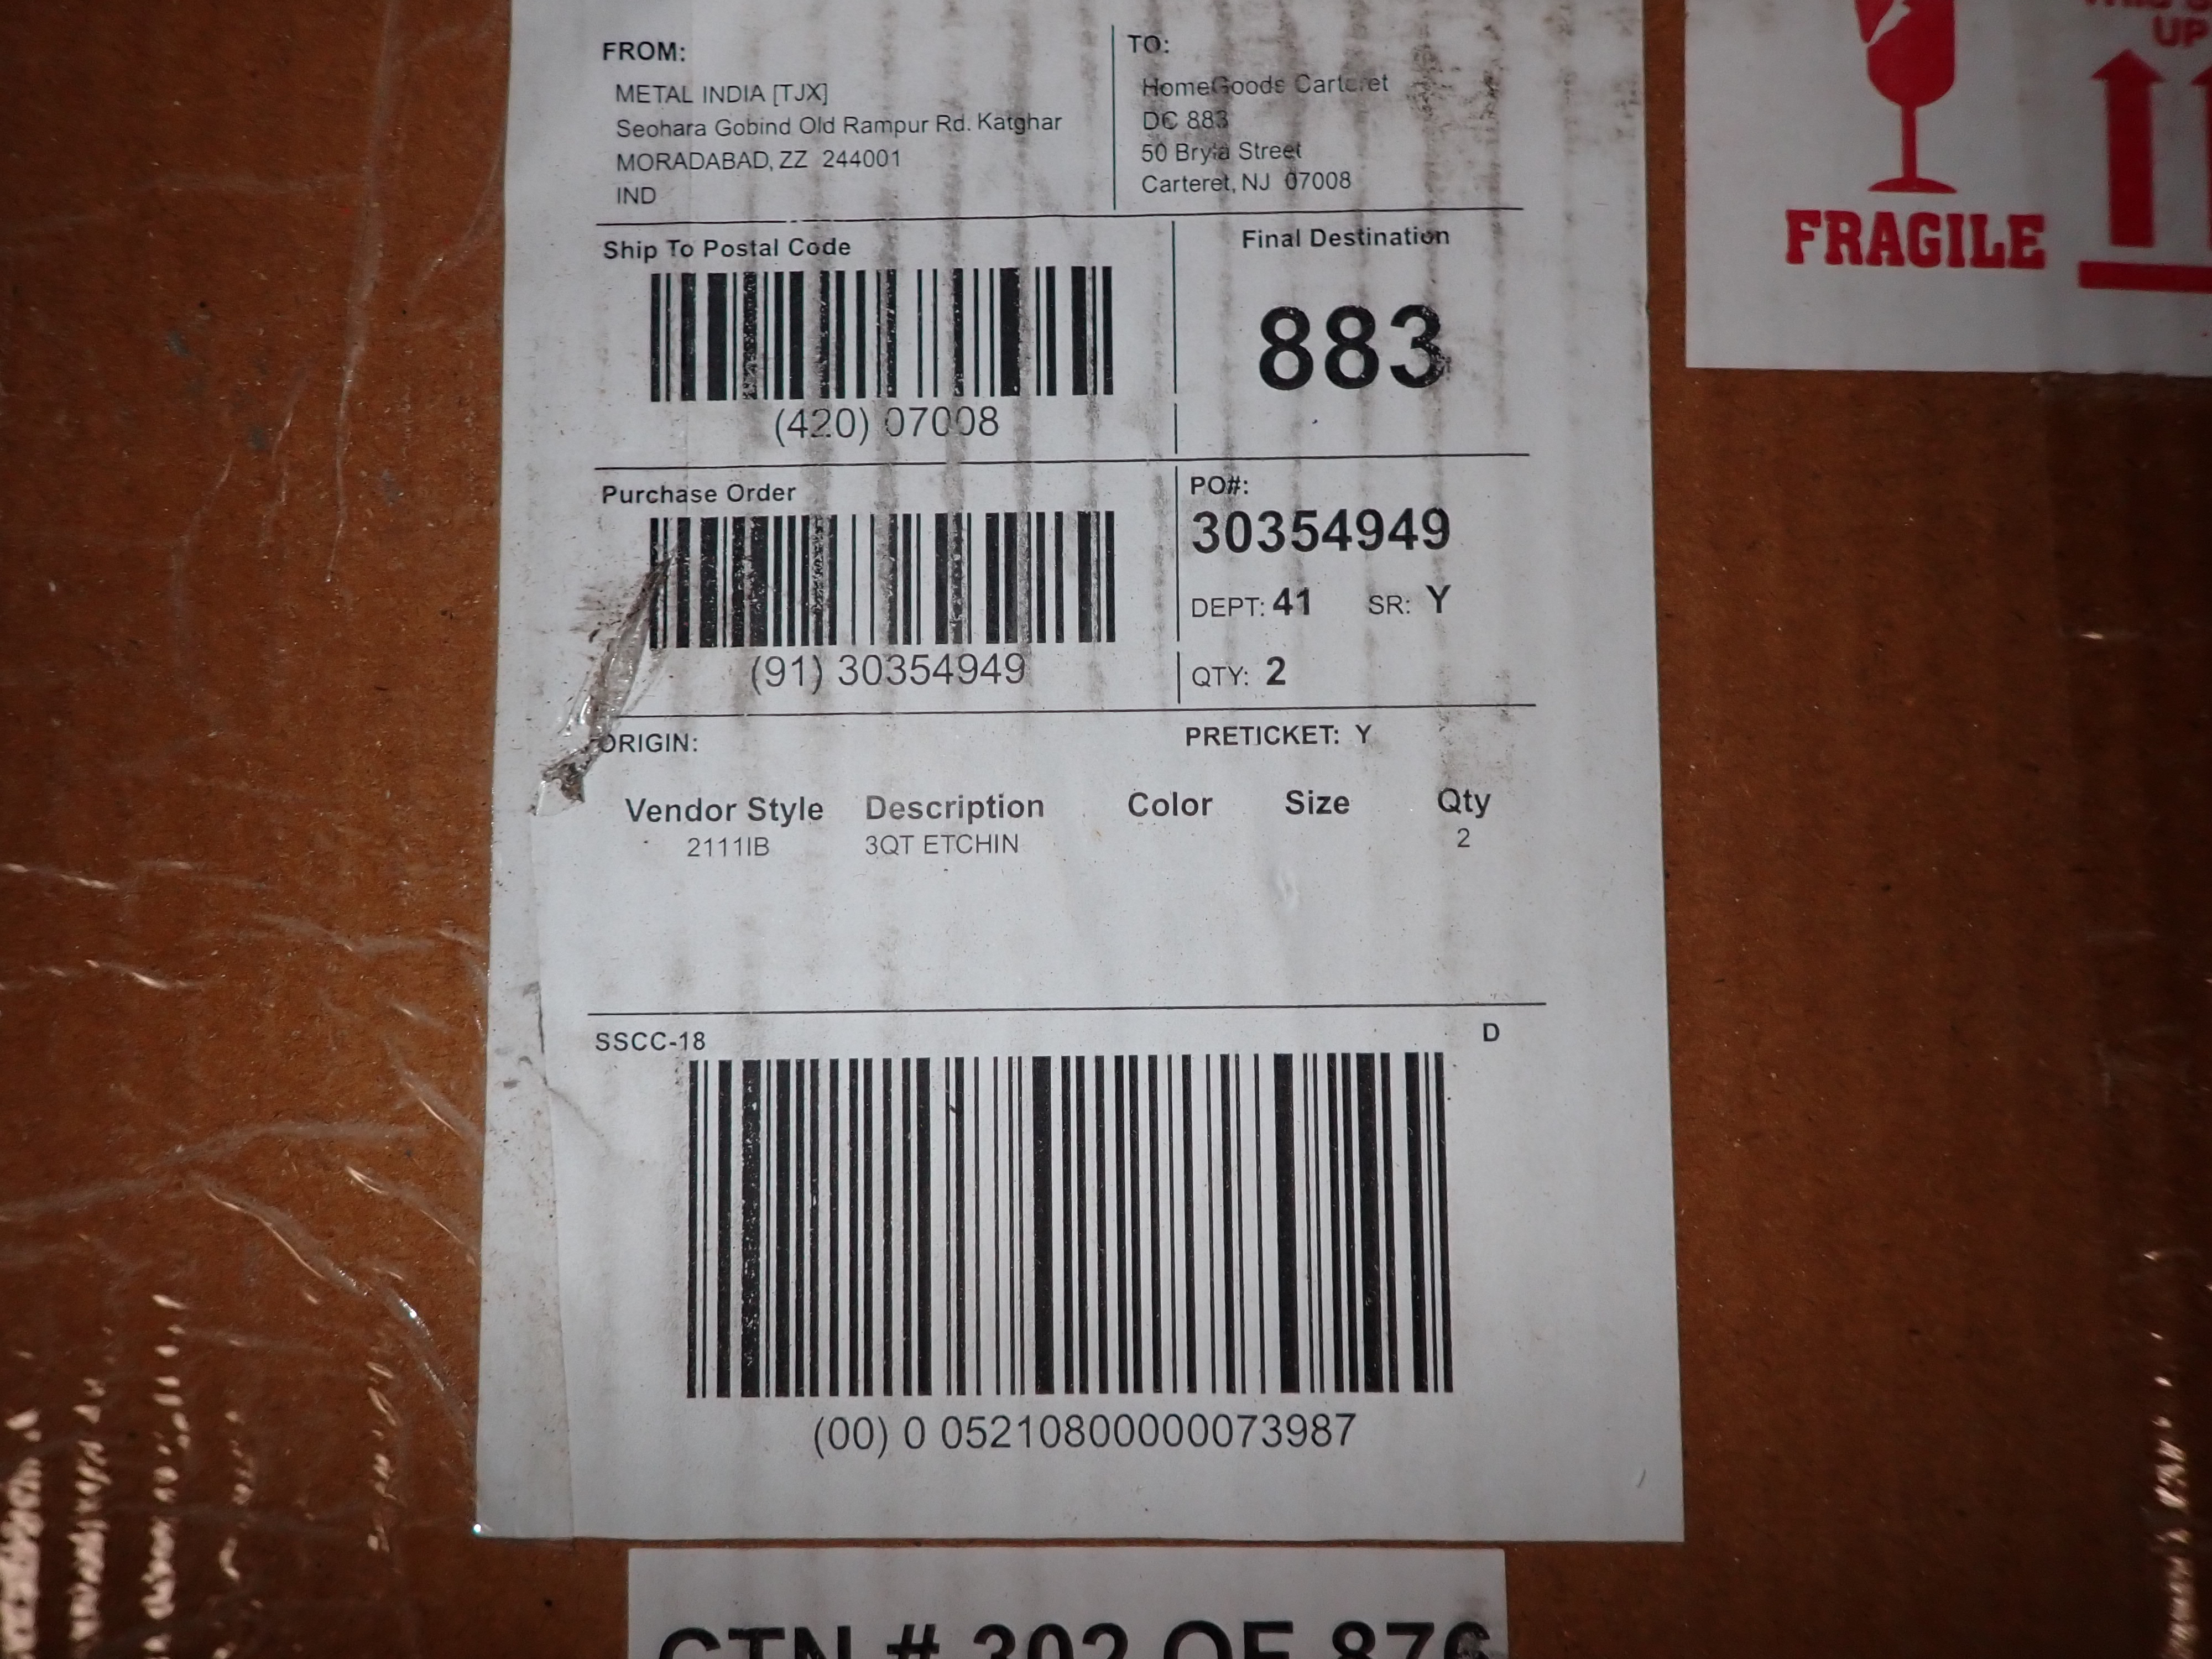 FROM:
METAL INDIA [TJX]
Seohara Gobind Old Rampur Rd. Katghar
MORADABAD, ZZ 244001
IND
TO:
HomeGoods Carteret
DC 883
50 Bryla Street
Carteret, NJ 07008
Ship To Postal Code
(420) 07008
Final Destination
883
Purchase Order
(91) 30354949
PO#:
30354949
DEPT: 41 SR: Y
QTY: 2
ORIGIN:
PRETICKET: Y
Vendor Style Description Color Size Qty
2111IB 3QT ETCHIN 2
SSCC-18
D
(00) 0 05210800000073987
CTN # 302 OF 876
UP
FRAGILE